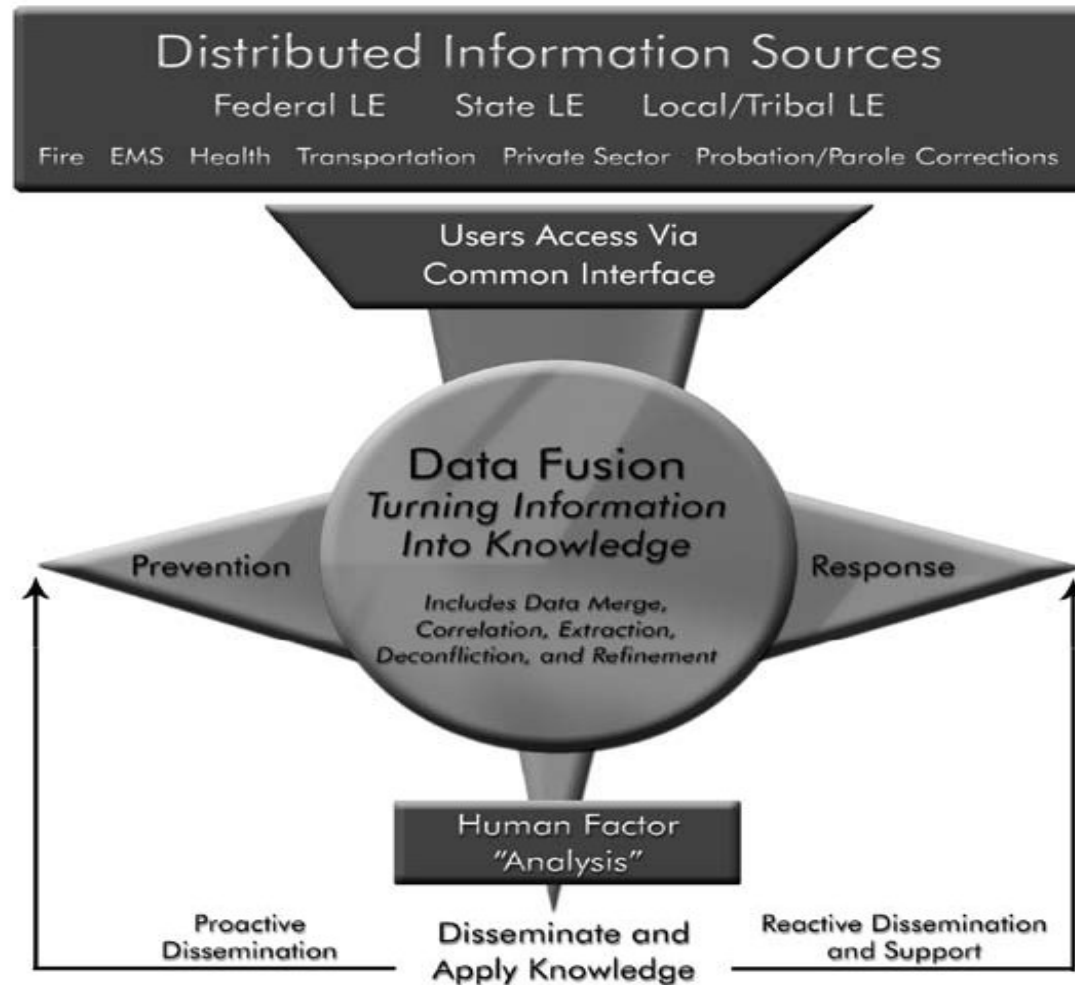 Distributed Information Sources
Federal LE State LE Local/Tribal LE
Fire EMS Health Transportation Private Sector Probation/Parole Corrections
Users Access Via
Common Interface
Data Fusion
Turning Information
Into Knowledge
Includes Data Merge,
Correlation, Extraction,
Deconfliction, and Refinement
Prevention
Response
Human Factor
"Analysis"
Proactive
Dissemination
Disseminate and
Apply Knowledge
Reactive Dissemination
and Support